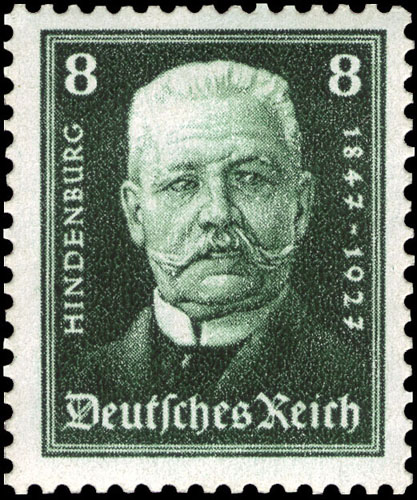 8 8
HINDENBURG
1847-1927
Deutſches Reich